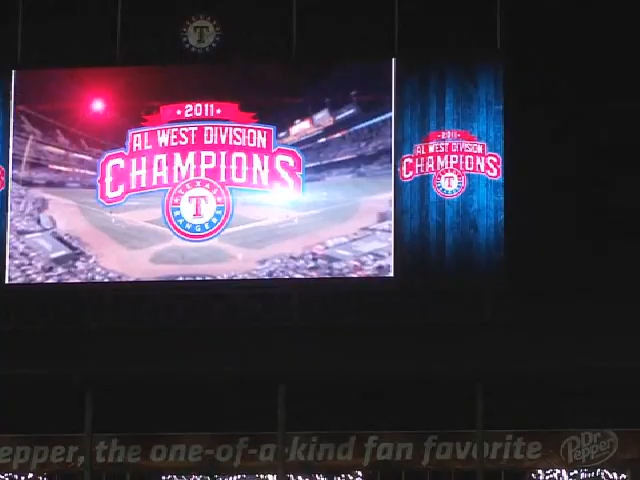 T
2011
AL WEST DIVISION
CHAMPIONS
TEXAS
T
RANGERS
2011
AL WEST DIVISION
CHAMPIONS
T
epper, the one-of-a-kind fan favorite
Dr Pepper